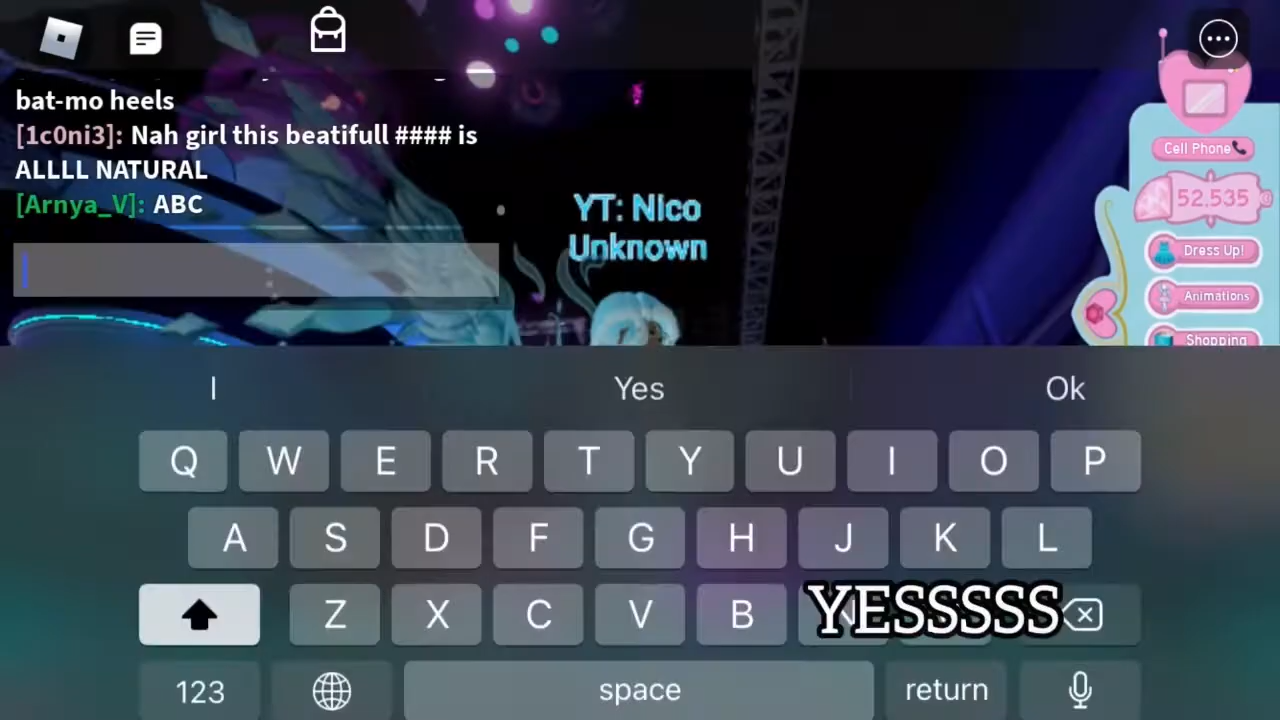 bat-mo heels
[1c0ni3]: Nah girl this beatifull #### is
ALLLL NATURAL
[Arnya_V]: ABC
YT: NIco
Unknown
Cell Phone
52,535
Dress Up!
Animations
Shopping
I Yes Ok
Q W E R T Y U I O P
A S D F G H J K L
Z X C V B N
YESSSSS
123 space return